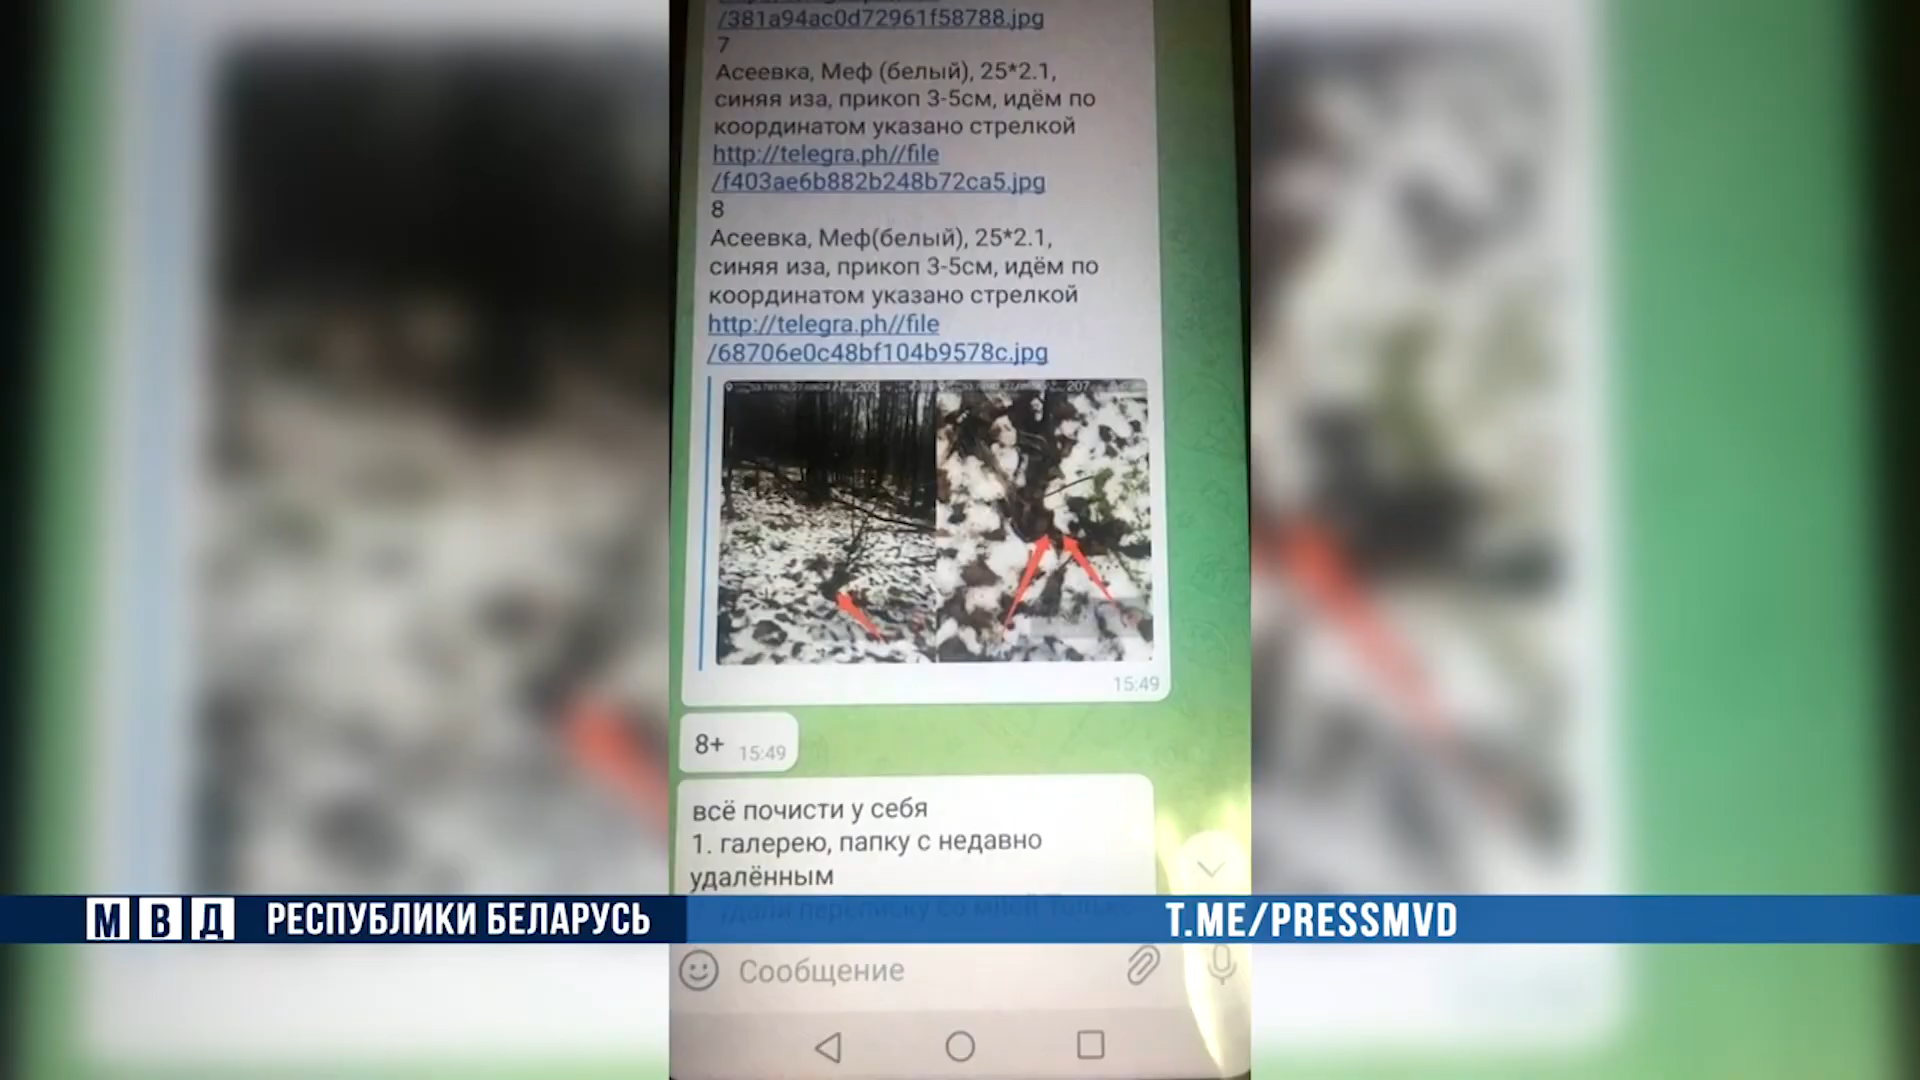 /381a94ac0d72961f58788.jpg
7
Асеевка, Меф (белый), 25*2.1,
синяя иза, прикоп 3-5см, идём по
координатом указано стрелкой
http://telegra.ph//file
/f403ae6b882b248b72ca5.jpg
8
Асеевка, Меф(белый), 25*2.1,
синяя иза, прикоп 3-5см, идём по
координатом указано стрелкой
http://telegra.ph//file
/68706e0c48bf104b9578c.jpg
207
15:49
8+ 15:49
всё почисти у себя
1. галерею, папку с недавно
удалённым
МВД РЕСПУБЛИКИ БЕЛАРУСЬ
T.ME/PRESSMVD
Сообщение